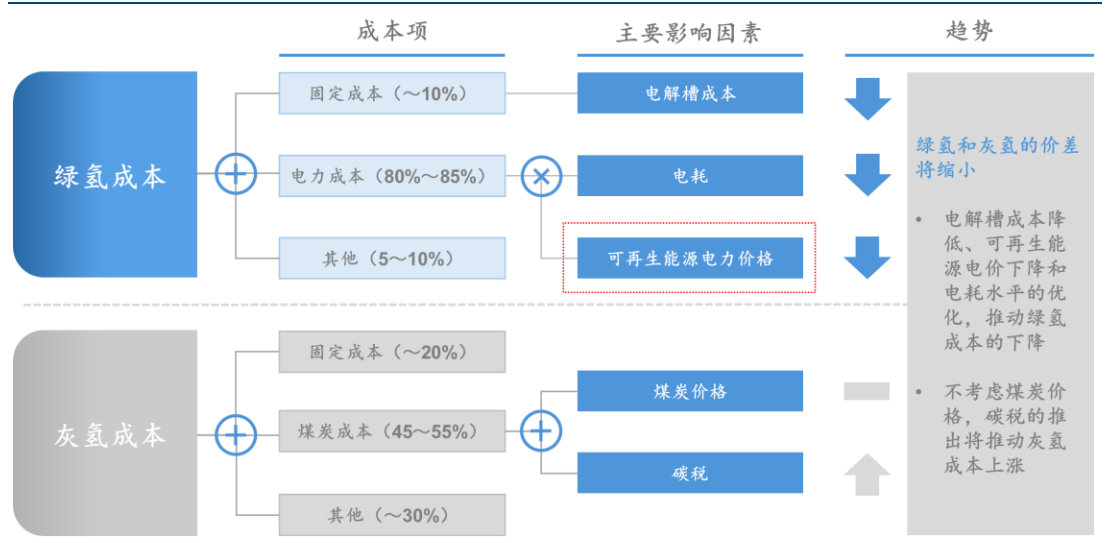 成本项
主要影响因素
趋势
绿氢成本
固定成本（～10%）
电解槽成本
电力成本（80%～85%）
电耗
其他（5～10%）
可再生能源电力价格
灰氢成本
固定成本（～20%）
煤炭成本（45～55%）
煤炭价格
碳税
其他（～30%）
绿氢和灰氢的价差
将缩小
• 电解槽成本降
低、可再生能
源电价下降和
电耗水平的优
化，推动绿氢
成本的下降
• 不考虑煤炭价
格，碳税的推
出将推动灰氢
成本上涨